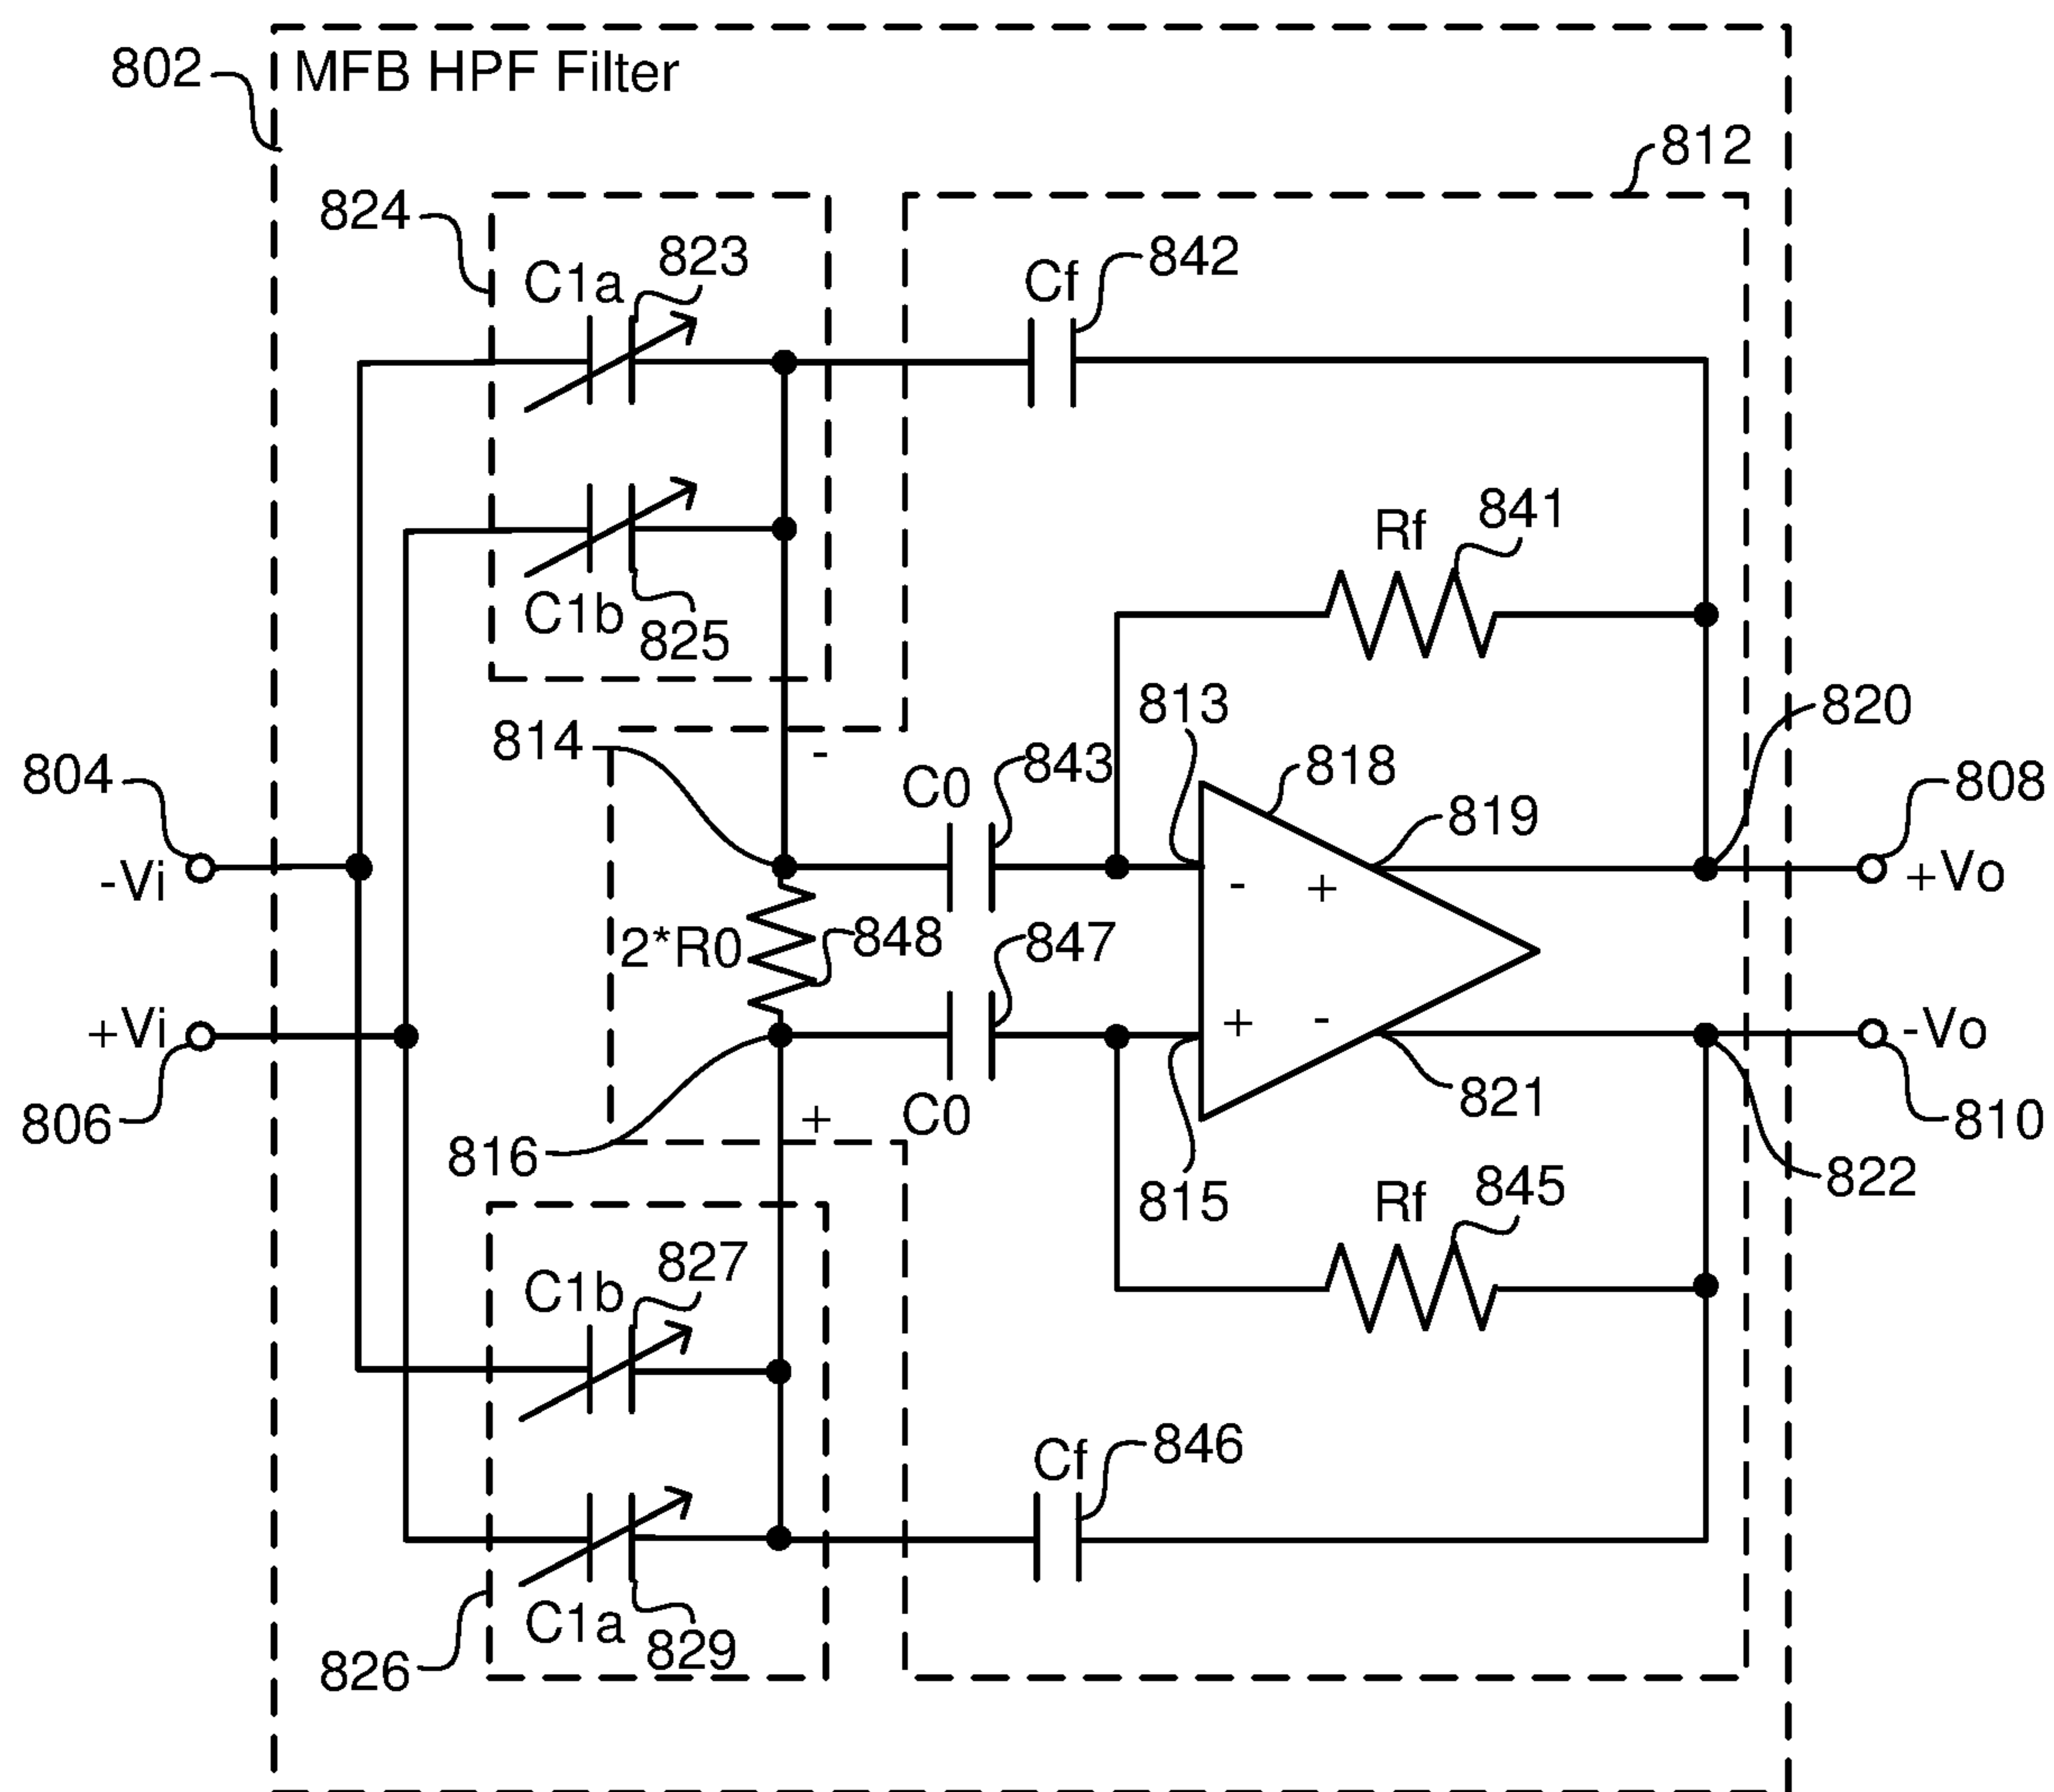 802
MFB HPF Filter
812
824
823
842
C1a
Cf
841
Rf
C1b
825
813
820
814
-
818
843
804
C0
808
819
-Vi
+Vo
-
+
2*R0
848
847
+Vi
+
-
-Vo
821
806
+
C0
810
816
822
815
Rf
845
827
C1b
Cf
846
C1a
829
826